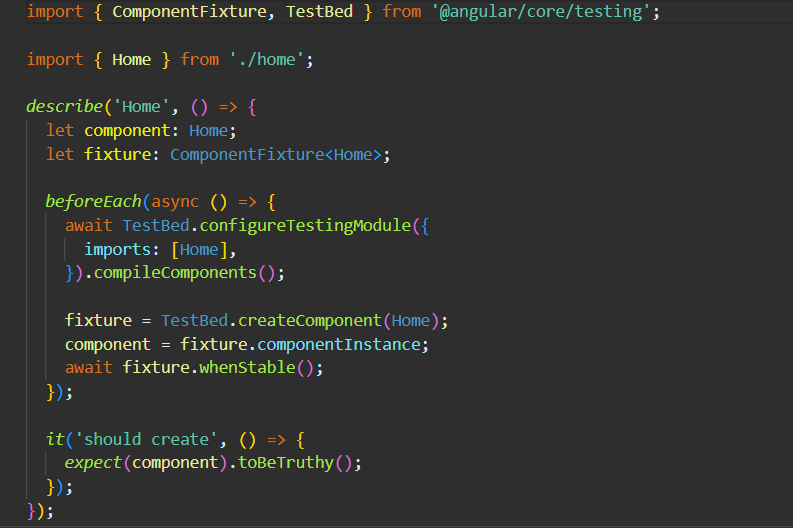 import { ComponentFixture, TestBed } from '@angular/core/testing';
import { Home } from './home';
describe('Home', () => {
let component: Home;
let fixture: ComponentFixture<Home>;
beforeEach(async () => {
await TestBed.configureTestingModule({
imports: [Home],
}).compileComponents();
fixture = TestBed.createComponent(Home);
component = fixture.componentInstance;
await fixture.whenStable();
});
it('should create', () => {
expect(component).toBeTruthy();
});
});